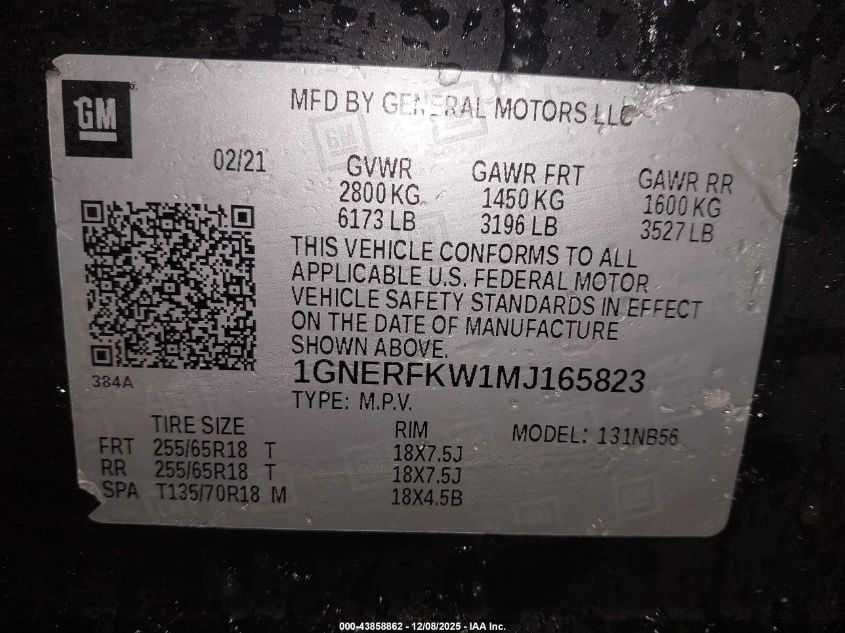 GM
MFD BY GENERAL MOTORS LLC
02/21
GVWR GAWR FRT GAWR RR
2800 KG 1450 KG 1600 KG
6173 LB 3196 LB 3527 LB
THIS VEHICLE CONFORMS TO ALL
APPLICABLE U.S. FEDERAL MOTOR
VEHICLE SAFETY STANDARDS IN EFFECT
ON THE DATE OF MANUFACTURE
SHOWN ABOVE.
384A
1GNERFKW1MJ165823
TYPE: M.P.V.
TIRE SIZE RIM MODEL: 131NB56
FRT 255/65R18 T 18X7.5J
RR 255/65R18 T 18X7.5J
SPA T135/70R18 M 18X4.5B
000-43858862 - 12/08/2025 - IAA Inc.